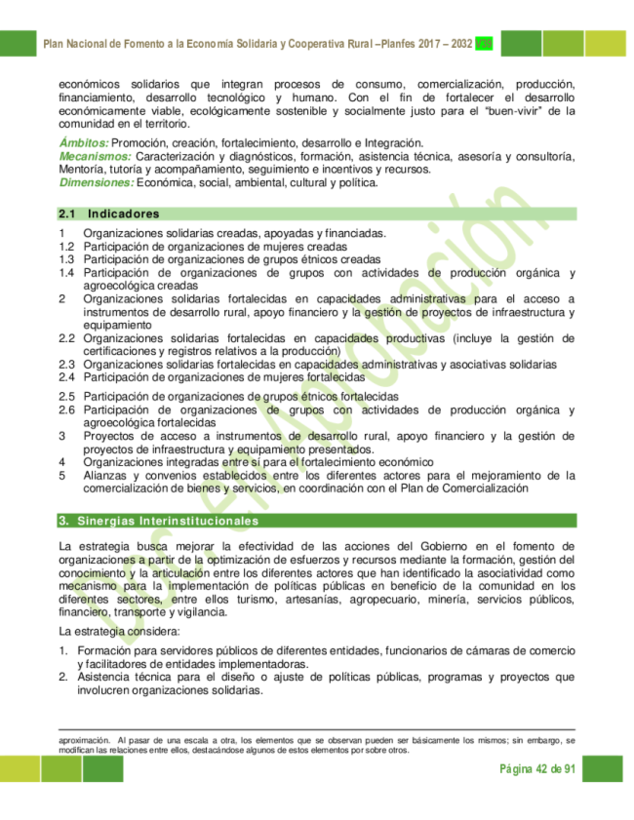 Plan Nacional de Fomento a la Economía Solidaria y Cooperativa Rural –Planfes 2017 – 2032 v39
económicos solidarios que integran procesos de consumo, comercialización, producción,
financiamiento, desarrollo tecnológico y humano. Con el fin de fortalecer el desarrollo
económicamente viable, ecológicamente sostenible y socialmente justo para el “buen-vivir” de la
comunidad en el territorio.
Ámbitos: Promoción, creación, fortalecimiento, desarrollo e Integración.
Mecanismos: Caracterización y diagnósticos, formación, asistencia técnica, asesoría y consultoría,
Mentoría, tutoría y acompañamiento, seguimiento e incentivos y recursos.
Dimensiones: Económica, social, ambiental, cultural y política.
2.1 Indicadores
1 Organizaciones solidarias creadas, apoyadas y financiadas.
1.2 Participación de organizaciones de mujeres creadas
1.3 Participación de organizaciones de grupos étnicos creadas
1.4 Participación de organizaciones de grupos con actividades de producción orgánica y
agroecológica creadas
2 Organizaciones solidarias fortalecidas en capacidades administrativas para el acceso a
instrumentos de desarrollo rural, apoyo financiero y la gestión de proyectos de infraestructura y
equipamiento
2.2 Organizaciones solidarias fortalecidas en capacidades productivas (incluye la gestión de
certificaciones y registros relativos a la producción)
2.3 Organizaciones solidarias fortalecidas en capacidades administrativas y asociativas solidarias
2.4 Participación de organizaciones de mujeres fortalecidas
2.5 Participación de organizaciones de grupos étnicos fortalecidas
2.6 Participación de organizaciones de grupos con actividades de producción orgánica y
agroecológica fortalecidas
3 Proyectos de acceso a instrumentos de desarrollo rural, apoyo financiero y la gestión de
proyectos de infraestructura y equipamiento presentados.
4 Organizaciones integradas entre sí para el fortalecimiento económico
5 Alianzas y convenios establecidos entre los diferentes actores para el mejoramiento de la
comercialización de bienes y servicios, en coordinación con el Plan de Comercialización
3. Sinergias Interinstitucionales
La estrategia busca mejorar la efectividad de las acciones del Gobierno en el fomento de
organizaciones a partir de la optimización de esfuerzos y recursos mediante la formación, gestión del
conocimiento y la articulación entre los diferentes actores que han identificado la asociatividad como
mecanismo para la implementación de políticas públicas en beneficio de la comunidad en los
diferentes sectores, entre ellos turismo, artesanías, agropecuario, minería, servicios públicos,
financiero, transporte y vigilancia.
La estrategia considera:
1. Formación para servidores públicos de diferentes entidades, funcionarios de cámaras de comercio
y facilitadores de entidades implementadoras.
2. Asistencia técnica para el diseño o ajuste de políticas públicas, programas y proyectos que
involucren organizaciones solidarias.
aproximación. Al pasar de una escala a otra, los elementos que se observan pueden ser básicamente los mismos; sin embargo, se
modifican las relaciones entre ellos, destacándose algunos de estos elementos por sobre otros.
Página 42 de 91
Doc. en Aprobación